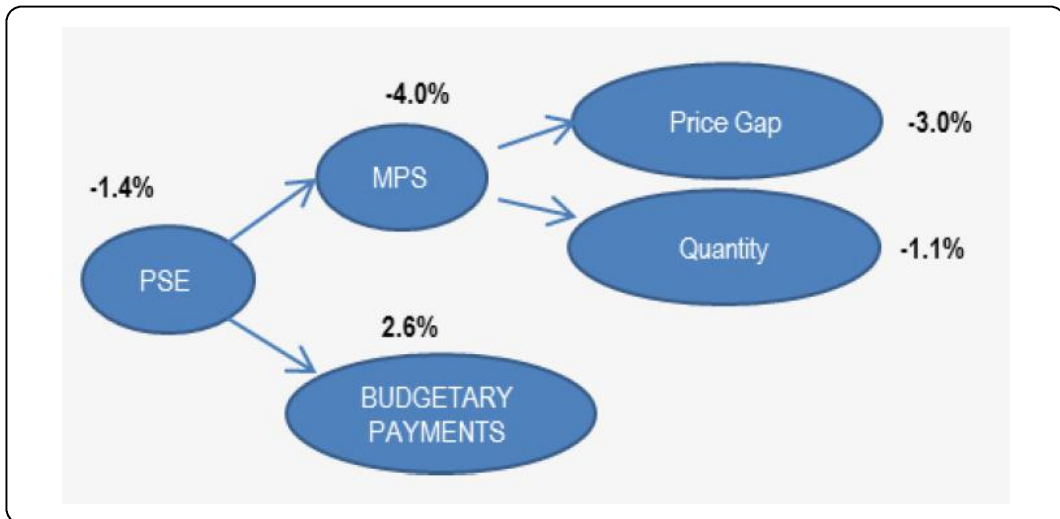 -4.0%
Price Gap
-3.0%
MPS
-1.4%
Quantity
-1.1%
PSE
2.6%
BUDGETARY
PAYMENTS